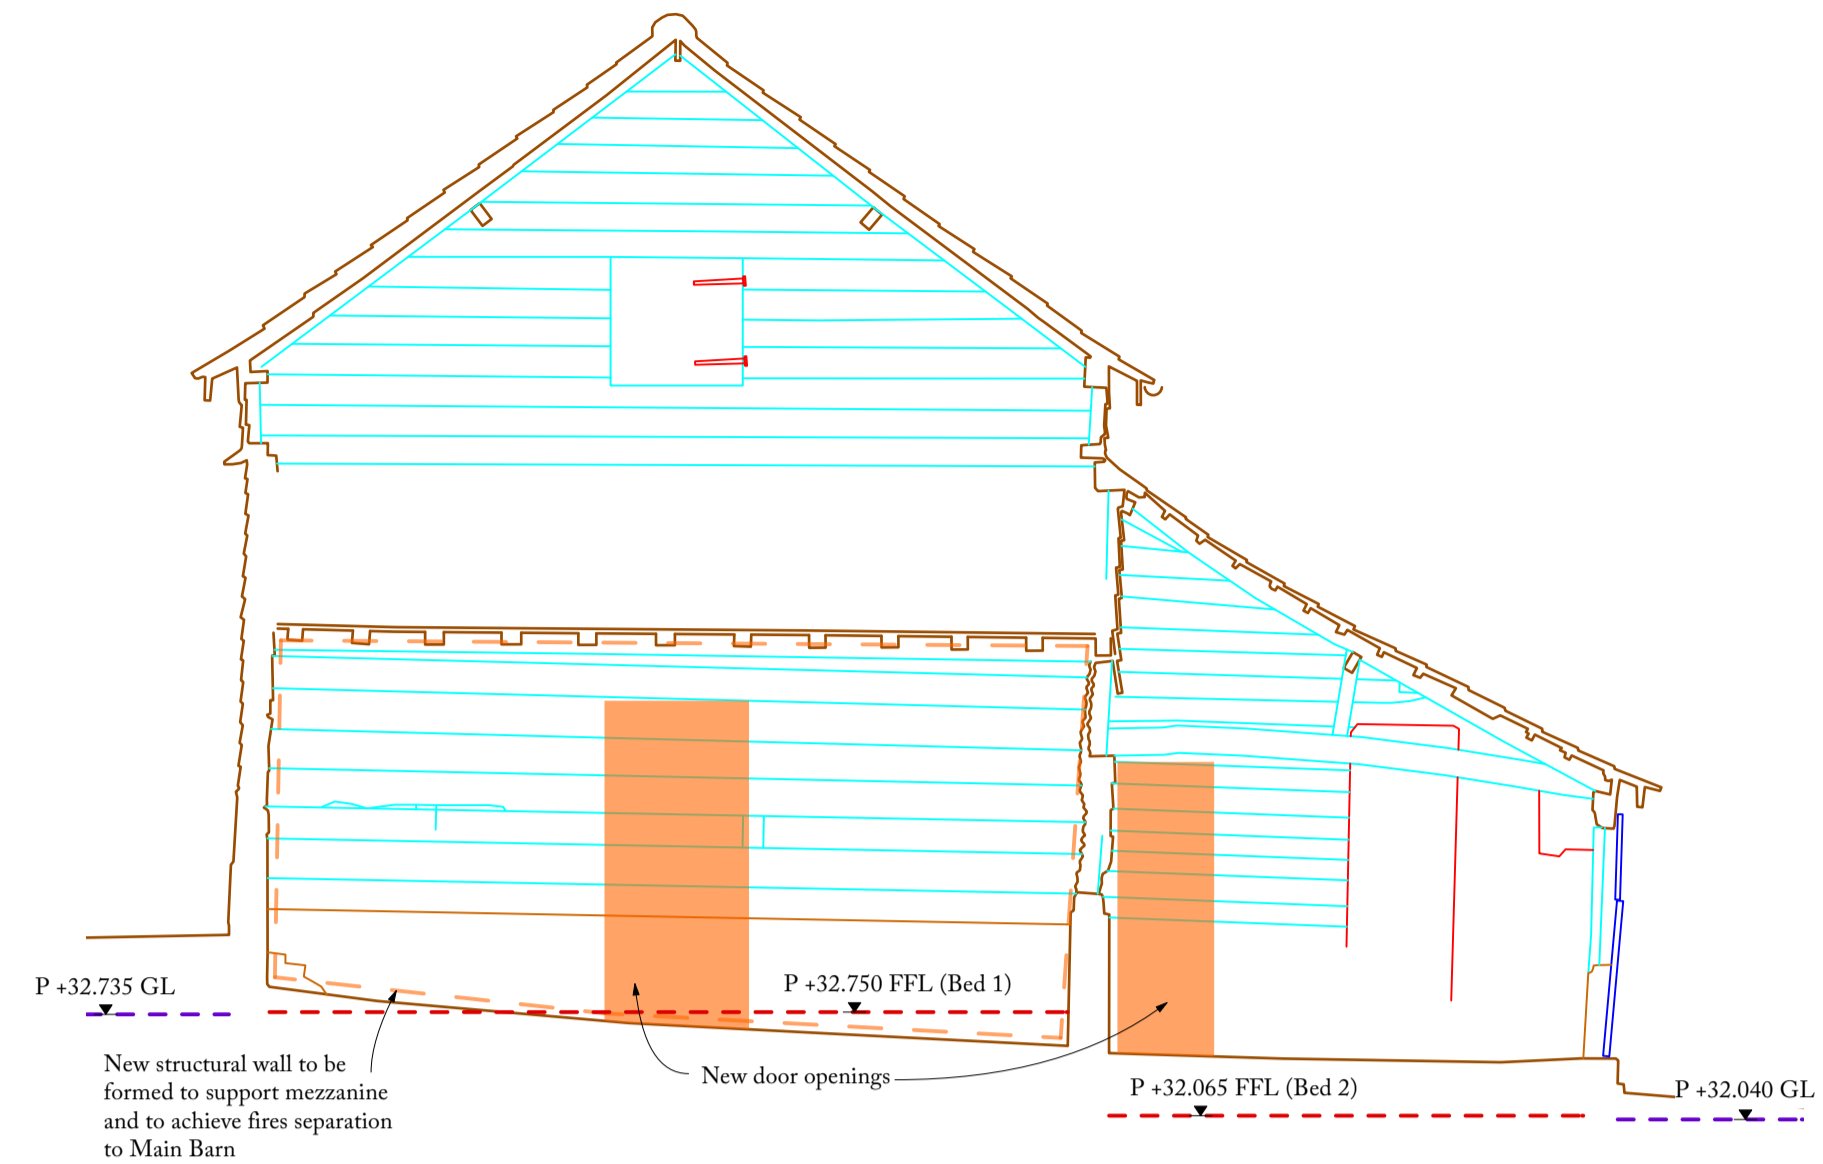 P +32.735 GL
P +32.750 FFL (Bed 1)
New structural wall to be
formed to support mezzanine
and to achieve fires separation
to Main Barn
New door openings
P +32.065 FFL (Bed 2)
P +32.040 GL